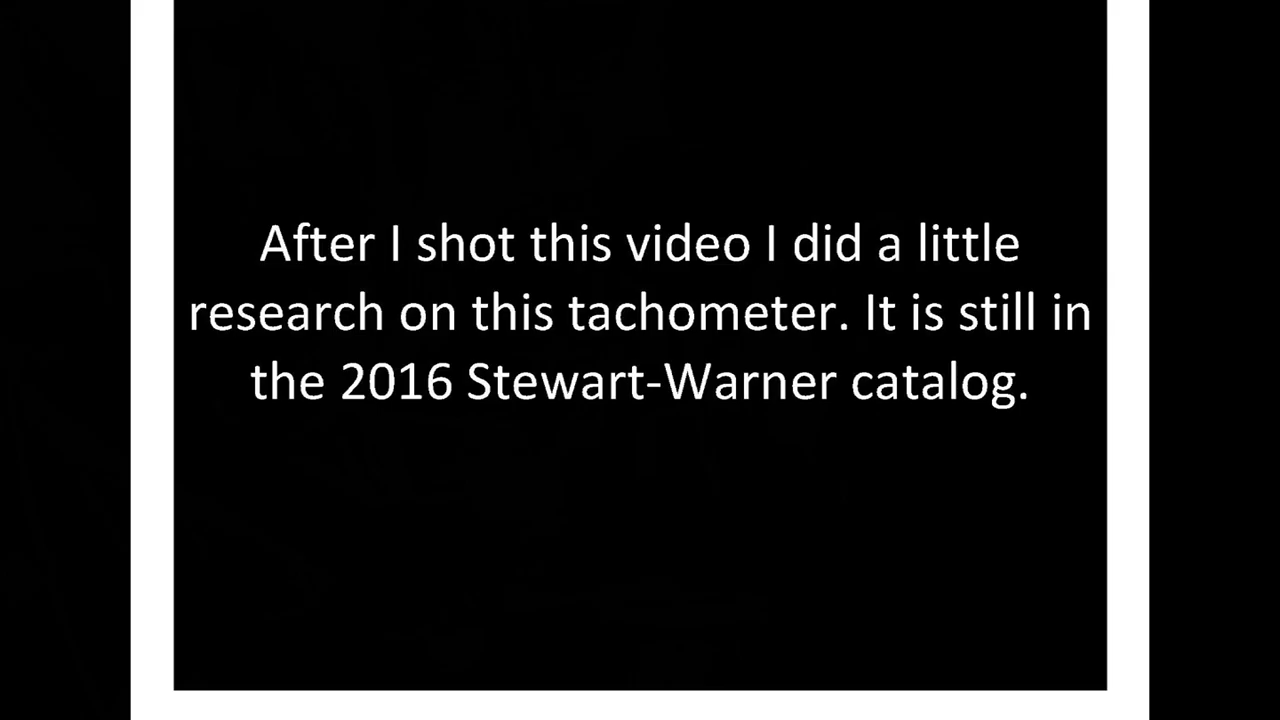 After I shot this video I did a little
research on this tachometer. It is still in
the 2016 Stewart-Warner catalog.